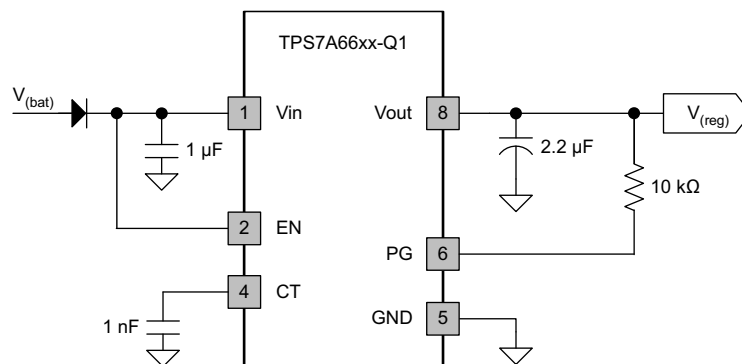 TPS7A66xx-Q1
V(bat)
1
Vin
Vout
8
V(reg)
1 µF
2.2 µF
10 kΩ
2
EN
PG
6
4
CT
1 nF
GND
5